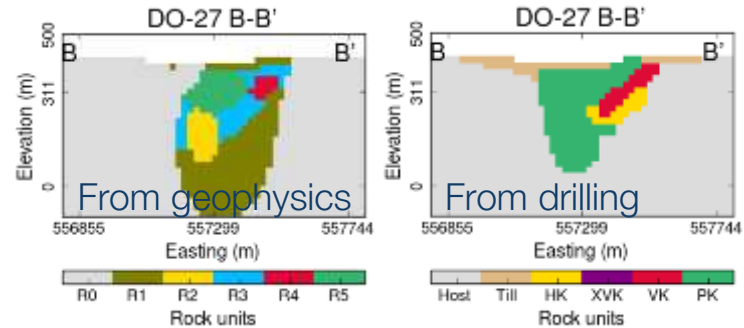 DO-27 B-B'
500
B
B'
311
Elevation (m)
0
From geophysics
556855
557299
557744
Easting (m)
R0 R1 R2 R3 R4 R5
Rock units
DO-27 B-B'
500
B
B'
311
Elevation (m)
0
From drilling
556855
557299
557744
Easting (m)
Host Till HK XVK VK PK
Rock units